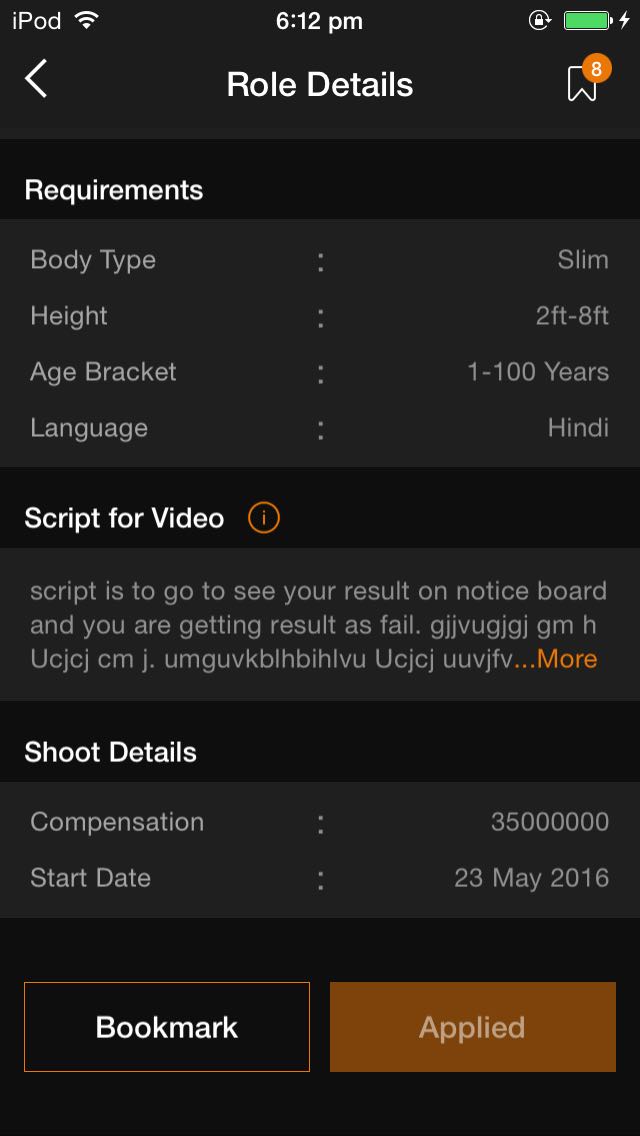 iPod 6:12 pm
Role Details 8
Requirements
Body Type : Slim
Height : 2ft-8ft
Age Bracket : 1-100 Years
Language : Hindi
Script for Video i
script is to go to see your result on notice board
and you are getting result as fail. gjjvugjgj gm h
Ucjcj cm j. umguvkblhbihlvu Ucjcj uuvjfv...More
Shoot Details
Compensation : 35000000
Start Date : 23 May 2016
Bookmark Applied